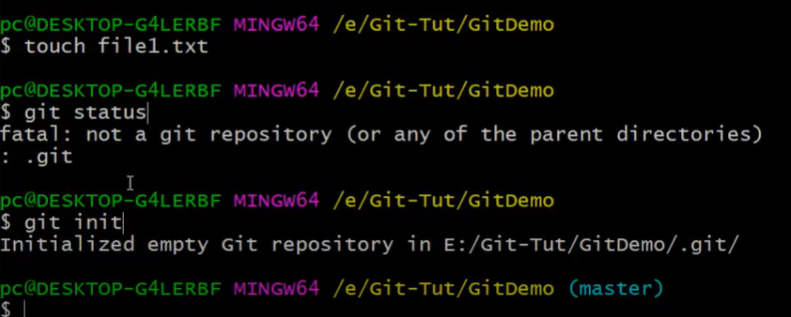 pc@DESKTOP-G4LERBF MINGW64 /e/Git-Tut/GitDemo
$ touch file1.txt
pc@DESKTOP-G4LERBF MINGW64 /e/Git-Tut/GitDemo
$ git status
fatal: not a git repository (or any of the parent directories)
: .git
pc@DESKTOP-G4LERBF MINGW64 /e/Git-Tut/GitDemo
$ git init
Initialized empty Git repository in E:/Git-Tut/GitDemo/.git/
pc@DESKTOP-G4LERBF MINGW64 /e/Git-Tut/GitDemo (master)
$